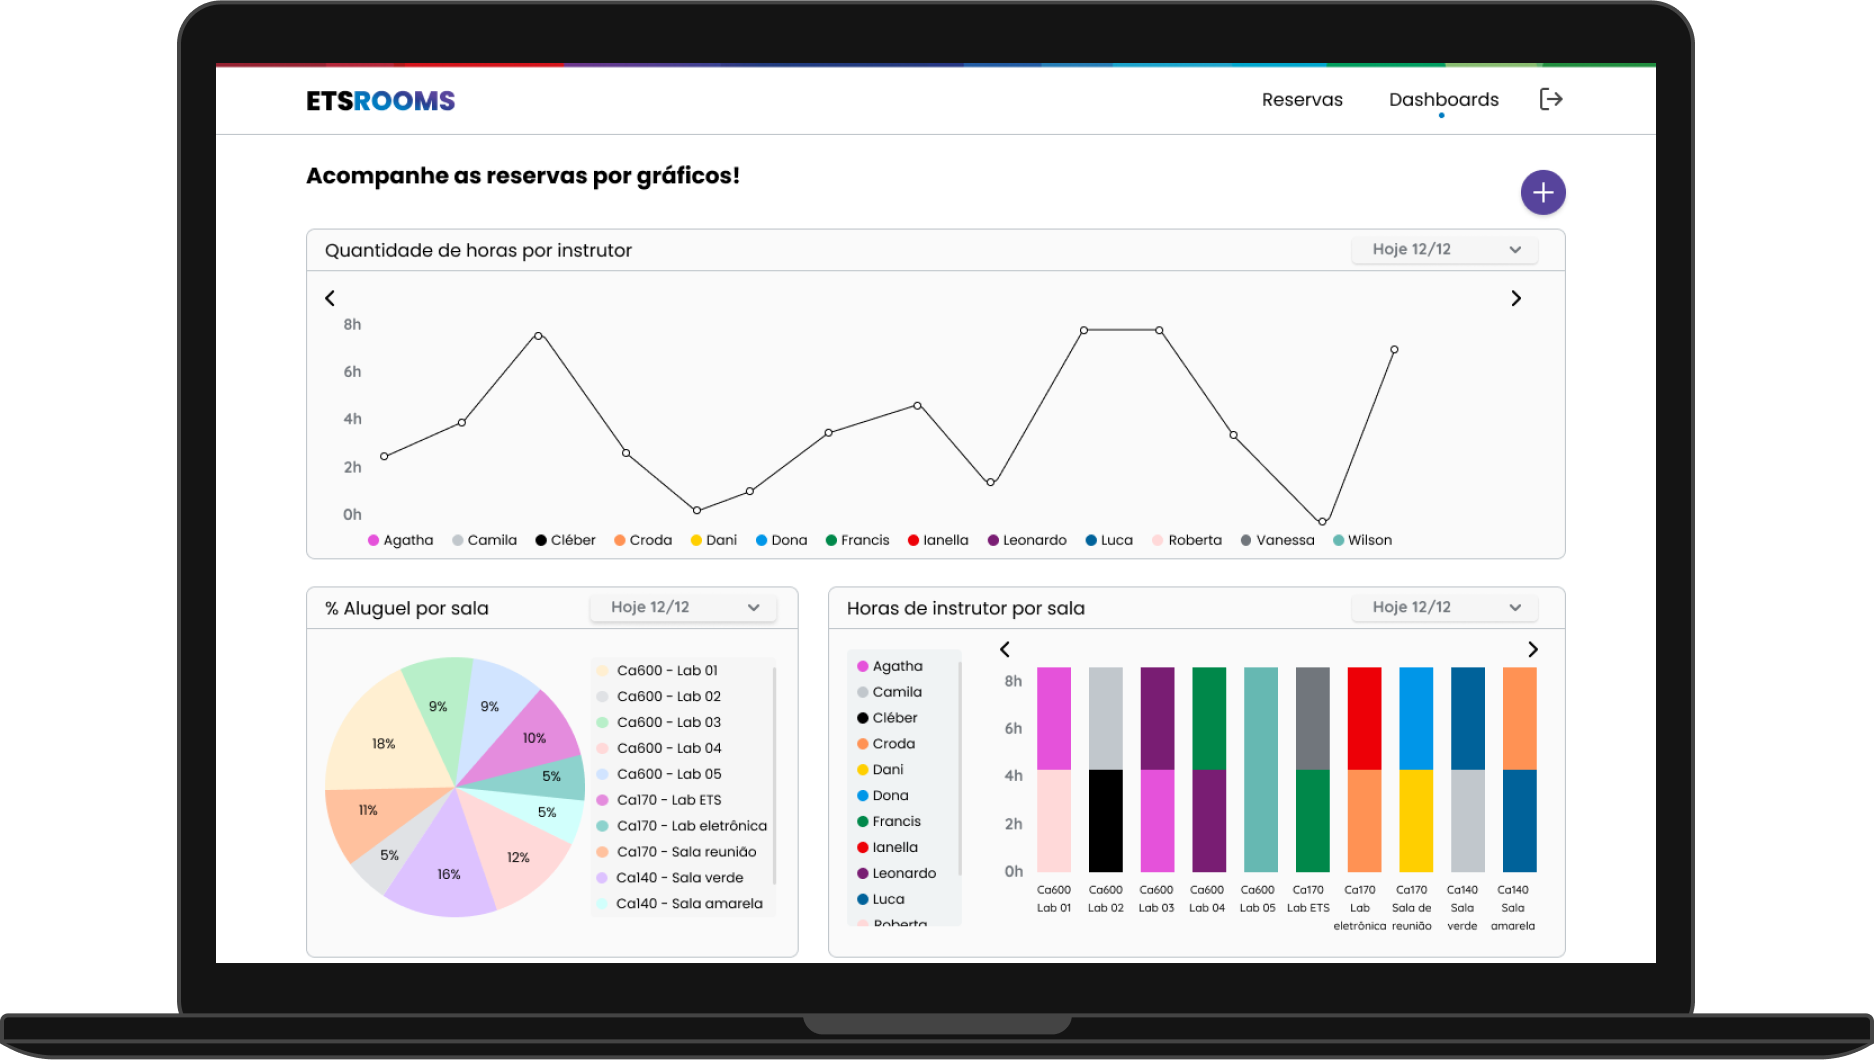 ETSROOMS
Reservas
Dashboards
Acompanhe as reservas por gráficos!
Quantidade de horas por instrutor
Hoje 12/12
8h
6h
4h
2h
0h
Agatha Camila Cléber Croda Dani Dona Francis Ianella Leonardo Luca Roberta Vanessa Wilson
% Aluguel por sala
Hoje 12/12
9%
9%
10%
18%
5%
5%
11%
12%
5%
16%
Ca600 - Lab 01
Ca600 - Lab 02
Ca600 - Lab 03
Ca600 - Lab 04
Ca600 - Lab 05
Ca170 - Lab ETS
Ca170 - Lab eletrônica
Ca170 - Sala reunião
Ca140 - Sala verde
Ca140 - Sala amarela
Horas de instrutor por sala
Hoje 12/12
Agatha
Camila
Cléber
Croda
Dani
Dona
Francis
Ianella
Leonardo
Luca
Roberta
8h
6h
4h
2h
0h
Ca600
Lab 01
Ca600
Lab 02
Ca600
Lab 03
Ca600
Lab 04
Ca600
Lab 05
Ca170
Lab ETS
Ca170
Lab
eletrônica
Ca170
Sala de
reunião
Ca140
Sala
verde
Ca140
Sala
amarela